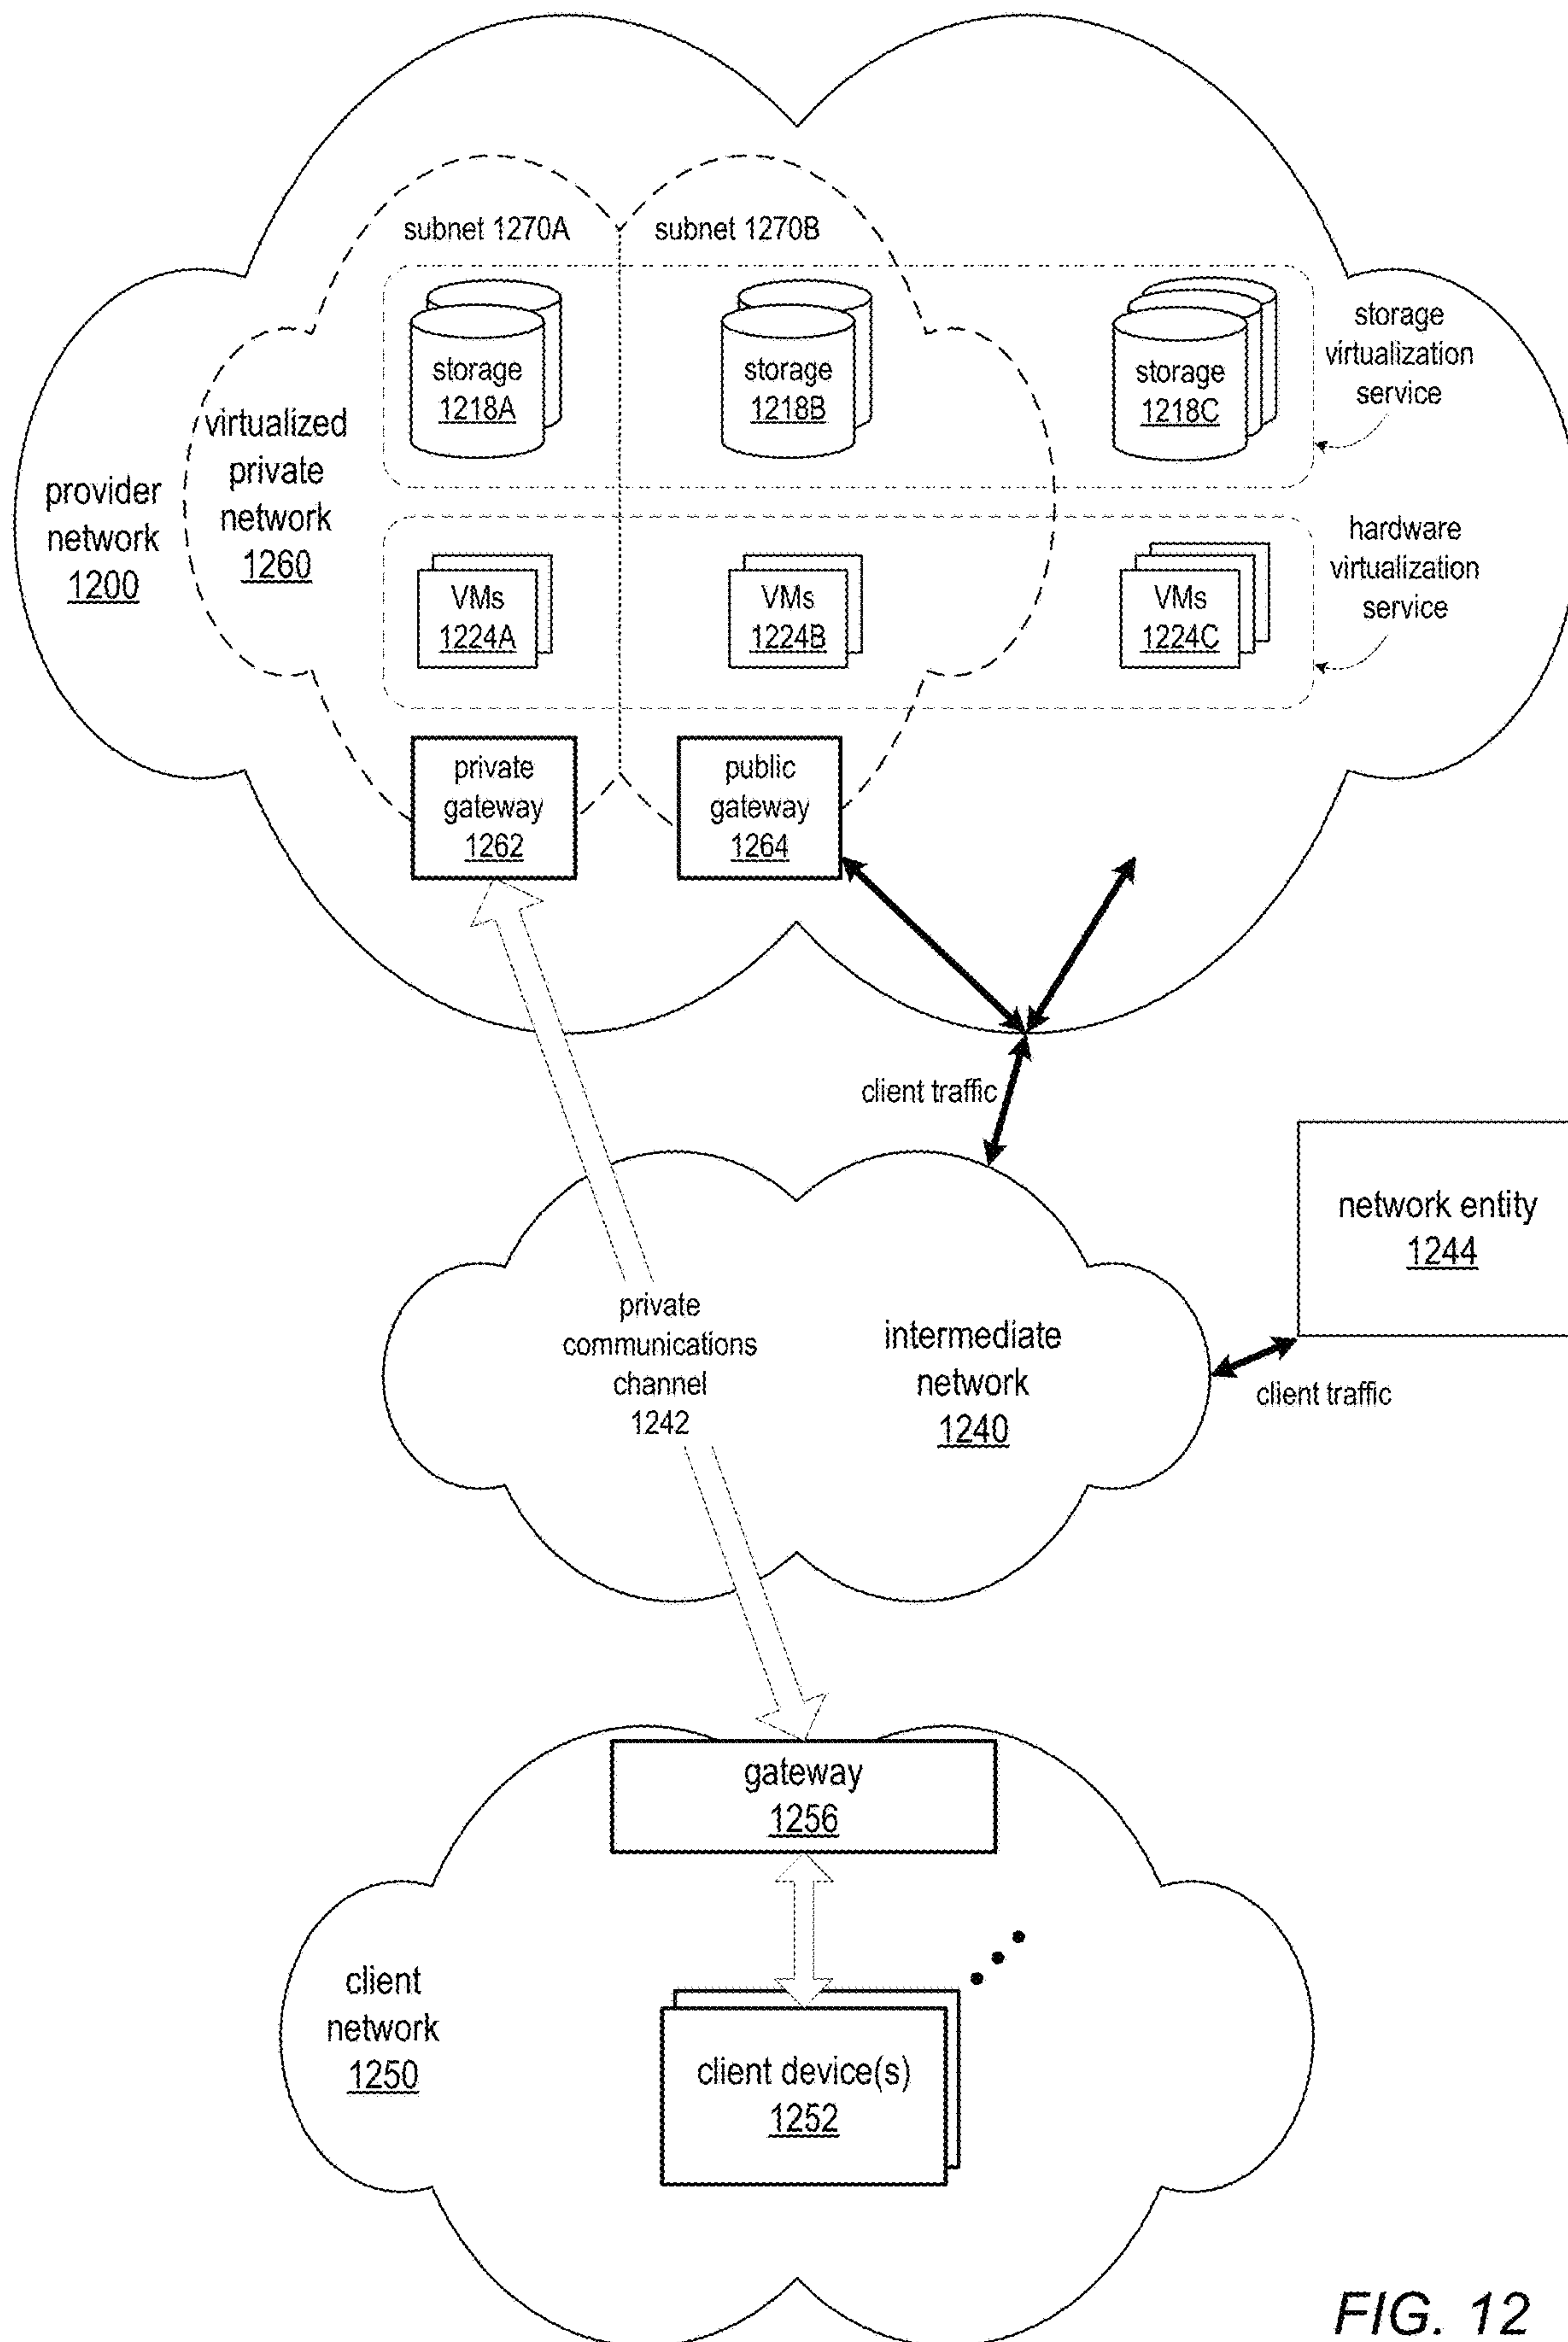 subnet 1270A
subnet 1270B
storage
1218A
storage
1218B
storage
1218C
storage
virtualization
service
provider
network
1200
virtualized
private
network
1260
VMs
1224A
VMs
1224B
VMs
1224C
hardware
virtualization
service
private
gateway
1262
public
gateway
1264
client traffic
network entity
1244
client traffic
private
communications
channel
1242
intermediate
network
1240
gateway
1256
client
network
1250
client device(s)
1252
FIG. 12